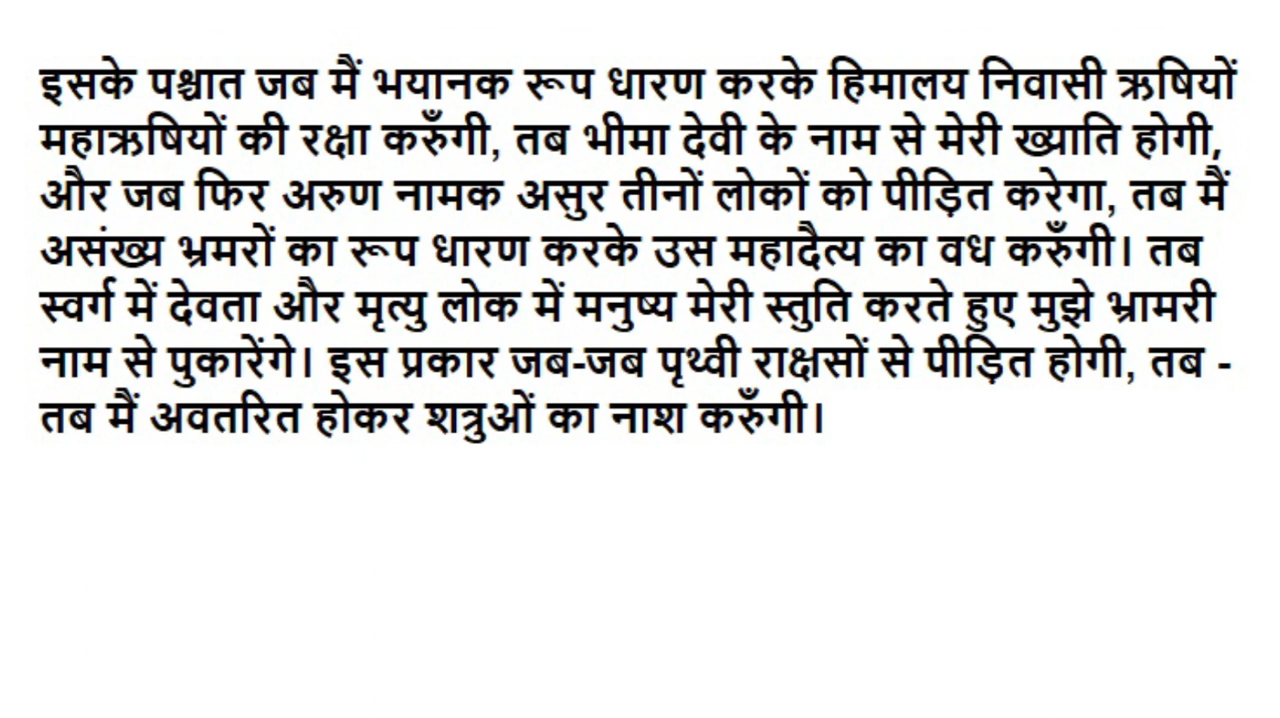 इसके पश्चात जब मैं भयानक रूप धारण करके हिमालय निवासी ऋषियों
महाऋषियों की रक्षा करुँगी, तब भीमा देवी के नाम से मेरी ख्याति होगी,
और जब फिर अरुण नामक असुर तीनों लोकों को पीड़ित करेगा, तब मैं
असंख्य भ्रमरों का रूप धारण करके उस महादैत्य का वध करुँगी। तब
स्वर्ग में देवता और मृत्यु लोक में मनुष्य मेरी स्तुति करते हुए मुझे भ्रामरी
नाम से पुकारेंगे। इस प्रकार जब-जब पृथ्वी राक्षसों से पीड़ित होगी, तब -
तब मैं अवतरित होकर शत्रुओं का नाश करुँगी।